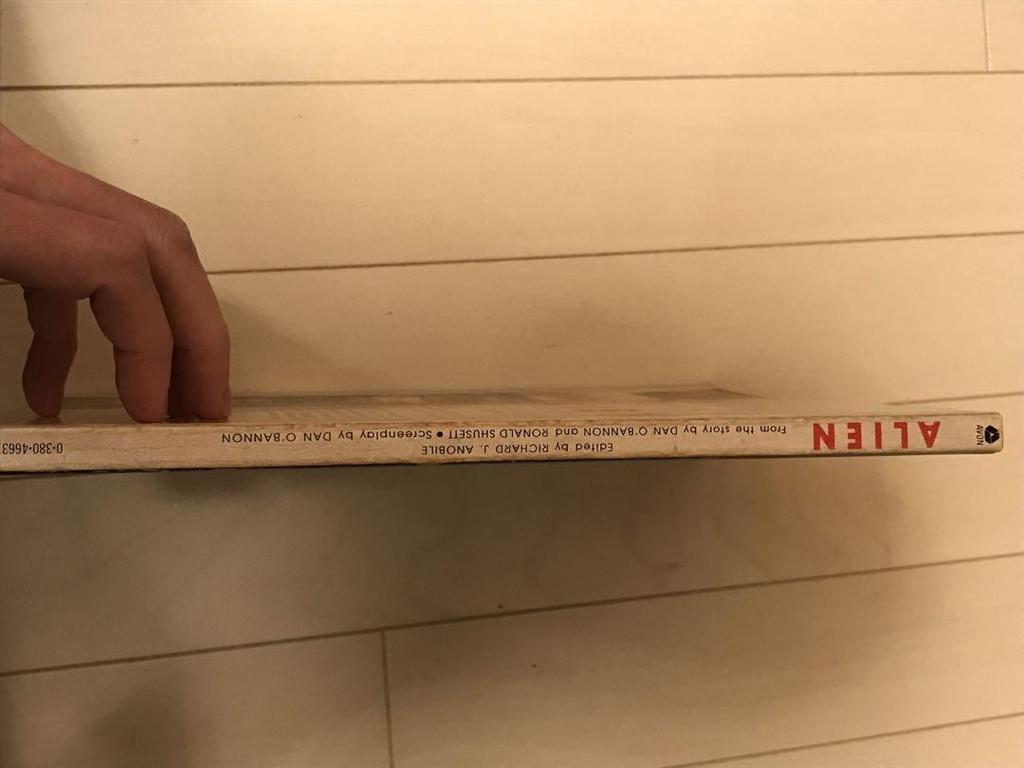 AVON
ALIEN
From the story by DAN O'BANNON and RONALD SHUSETT • Screenplay by DAN O'BANNON
Edited by RICHARD J. ANOBILE
0-380-4663